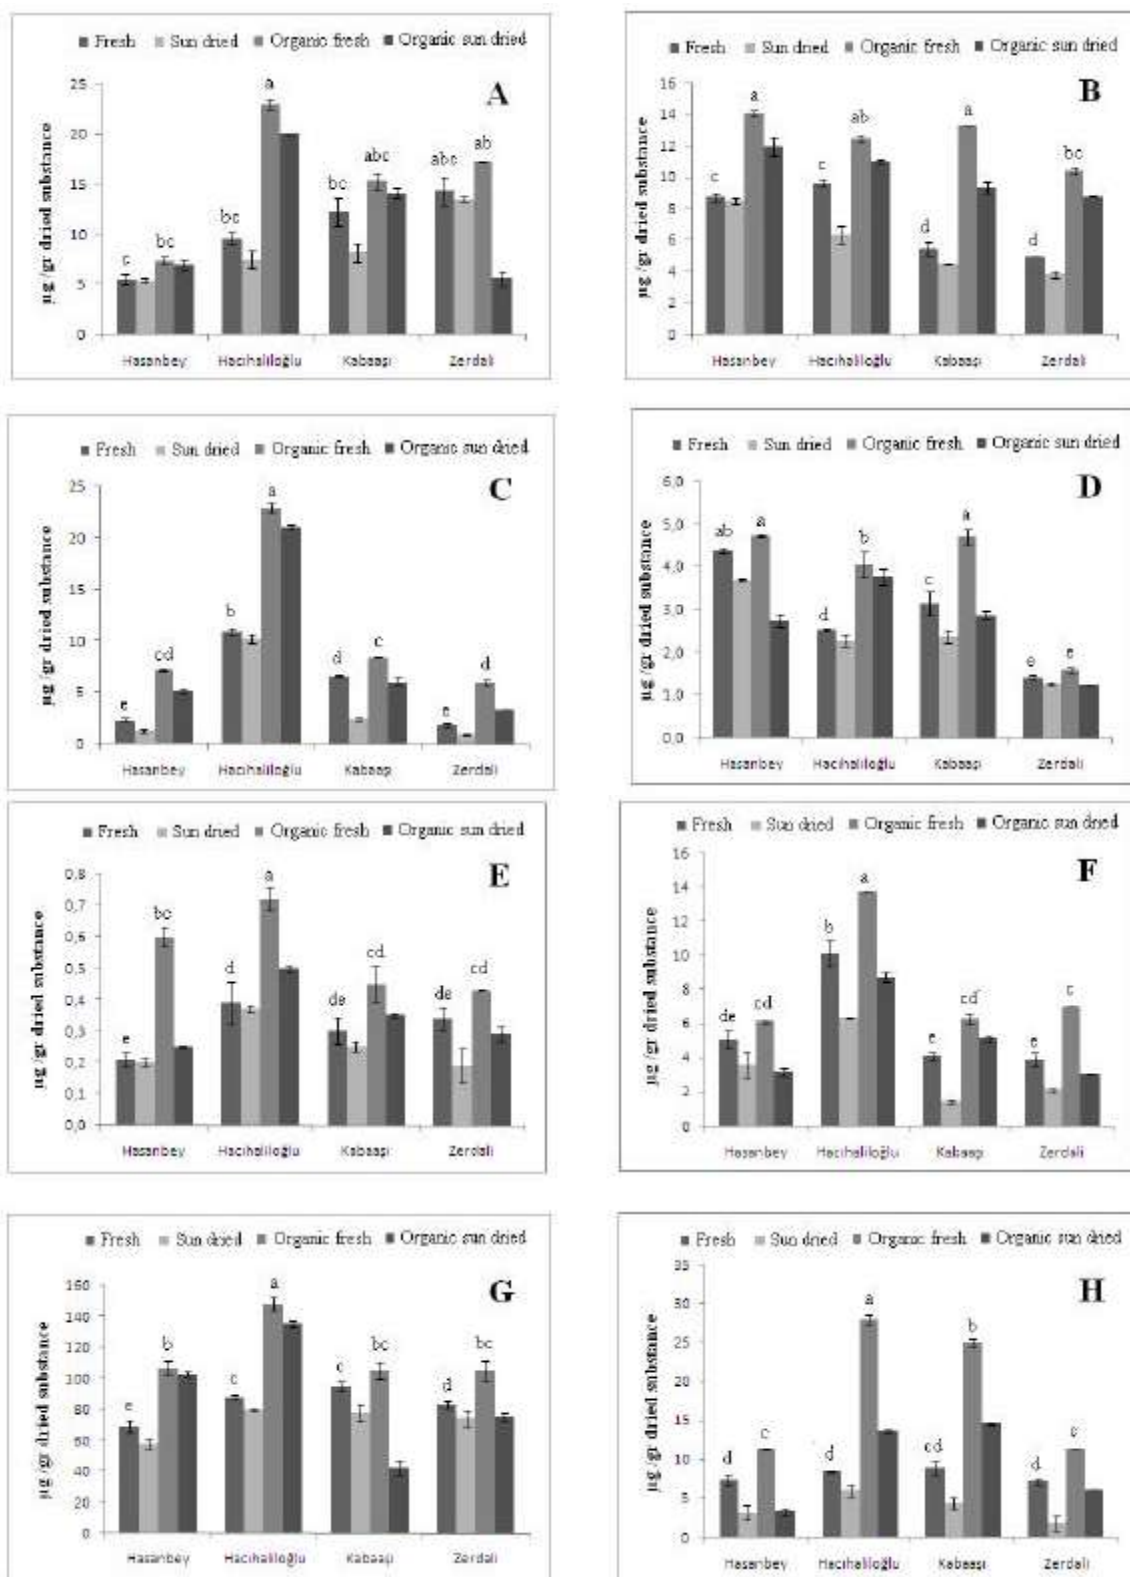 Fresh Sun dried Organic fresh Organic sun dried
A
µg /gr dried substance
25
20
15
10
5
0
c bc bc a bc abc abc ab
Hasanbey Hacıhaliloğlu Kabaaşı Zerdali
Fresh Sun dried Organic fresh Organic sun dried
B
µg /gr dried substance
16
14
12
10
8
6
4
2
0
c a c ab d a d bc
Hasanbey Hacıhaliloğlu Kabaaşı Zerdali
Fresh Sun dried Organic fresh Organic sun dried
C
µg /gr dried substance
25
20
15
10
5
0
e cd b a d c e d
Hasanbey Hacıhaliloğlu Kabaaşı Zerdali
Fresh Sun dried Organic fresh Organic sun dried
D
µg /gr dried substance
6,0
5,0
4,0
3,0
2,0
1,0
0,0
ab a d b c a e e
Hasanbey Hacıhaliloğlu Kabaaşı Zerdali
Fresh Sun dried Organic fresh Organic sun dried
E
µg /gr dried substance
0,8
0,7
0,6
0,5
0,4
0,3
0,2
0,1
0,0
e bc d a de cd de cd
Hasanbey Hacıhaliloğlu Kabaaşı Zerdali
Fresh Sun dried Organic fresh Organic sun dried
F
µg /gr dried substance
16
14
12
10
8
6
4
2
0
de cd b a e cd e c
Hasanbey Hacıhaliloğlu Kabaaşı Zerdali
Fresh Sun dried Organic fresh Organic sun dried
G
µg /gr dried substance
160
140
120
100
80
60
40
20
0
e b c a c bc d bc
Hasanbey Hacıhaliloğlu Kabaaşı Zerdali
Fresh Sun dried Organic fresh Organic sun dried
H
µg /gr dried substance
35
30
25
20
15
10
5
0
d c d a cd b d c
Hasanbey Hacıhaliloğlu Kabaaşı Zerdali